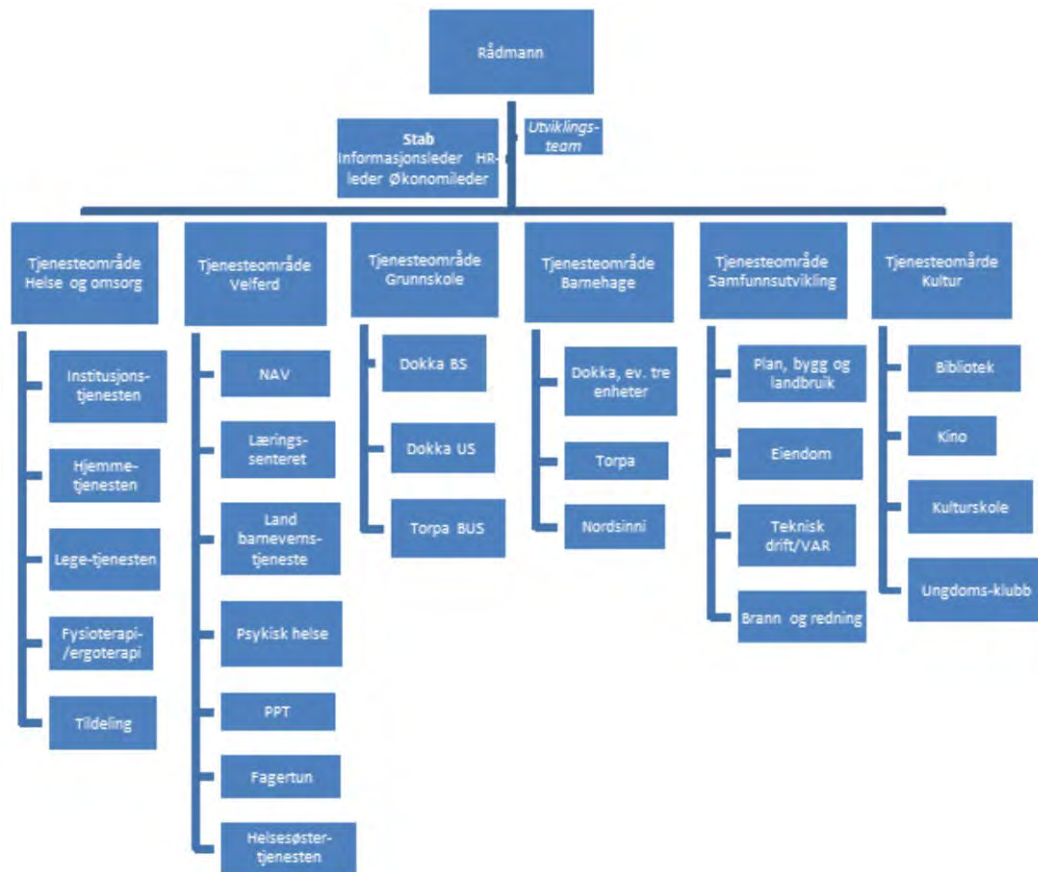 Rådmann
Stab
Informasjonsleder HR-
leder Økonomileder
Utviklings-
team
Tjenesteområde
Helse og omsorg
Institusjons-
tjenesten
Hjemme-
tjenesten
Lege-tjenesten
Fysioterapi-
/ergoterapi
Tildeling
Tjenesteområde
Velferd
NAV
Lærings-
senteret
Land
barneverns-
tjeneste
Psykisk helse
PPT
Fagertun
Helsesøster-
tjenesten
Tjenesteområde
Grunnskole
Dokka BS
Dokka US
Torpa BUS
Tjenesteområde
Barnehage
Dokka, ev. tre
enheter
Torpa
Nordsinni
Tjenesteområde
Samfunnsutvikling
Plan, bygg og
landbruik
Eiendom
Teknisk
drift/VAR
Brann og redning
Tjenesteomårde
Kultur
Bibliotek
Kino
Kulturskole
Ungdoms-klubb